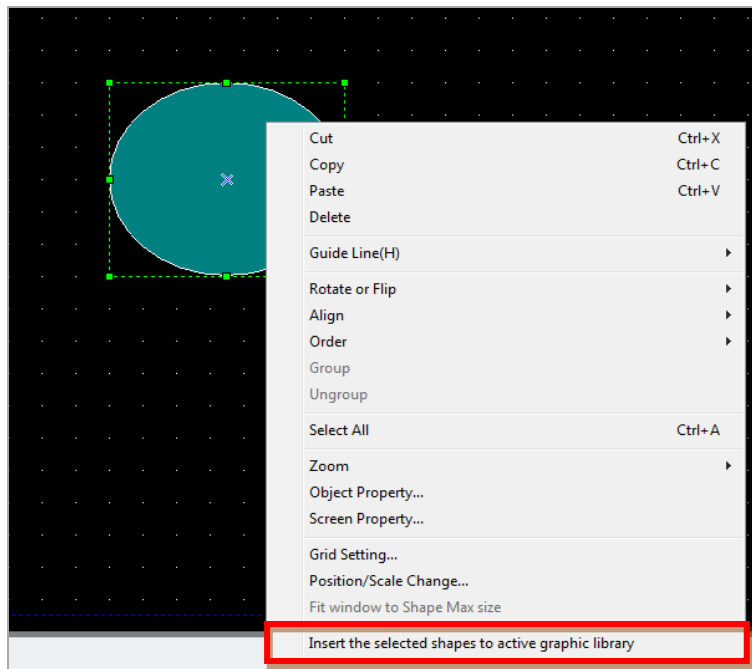 Cut Ctrl+X
Copy Ctrl+C
Paste Ctrl+V
Delete
Guide Line(H)
Rotate or Flip
Align
Order
Group
Ungroup
Select All Ctrl+A
Zoom
Object Property...
Screen Property...
Grid Setting...
Position/Scale Change...
Fit window to Shape Max size
Insert the selected shapes to active graphic library